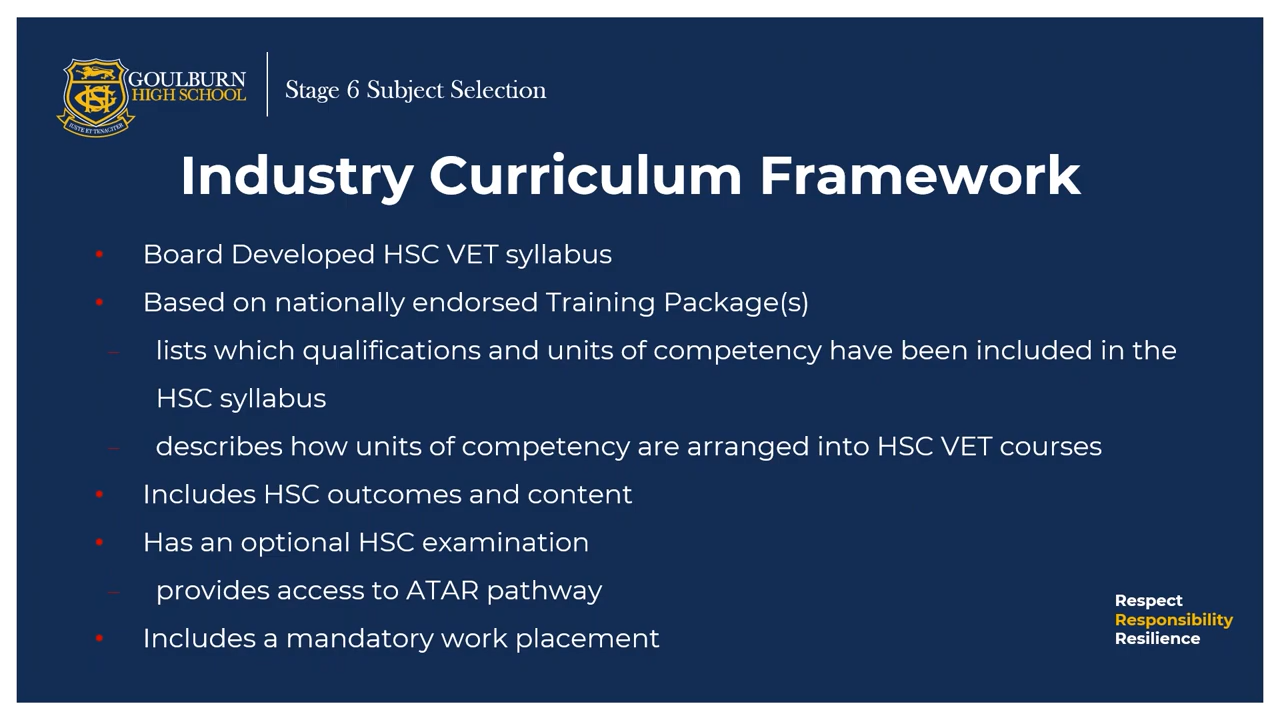 GOULBURN
HIGH SCHOOL
JUSTE ET TENACITER
Stage 6 Subject Selection
Industry Curriculum Framework
• Board Developed HSC VET syllabus
• Based on nationally endorsed Training Package(s)
– lists which qualifications and units of competency have been included in the
HSC syllabus
– describes how units of competency are arranged into HSC VET courses
• Includes HSC outcomes and content
• Has an optional HSC examination
– provides access to ATAR pathway
• Includes a mandatory work placement
Respect
Responsibility
Resilience